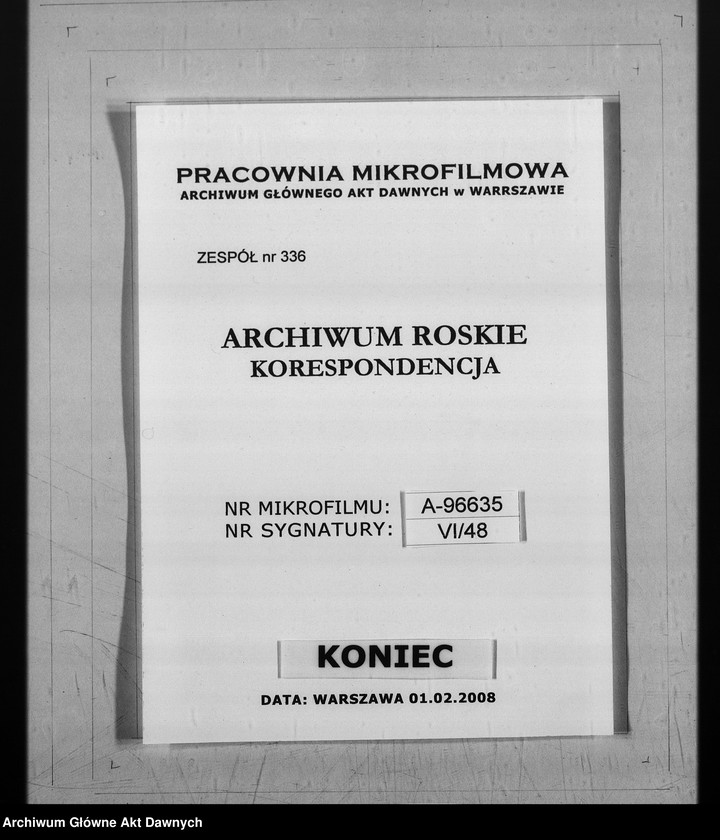 PRACOWNIA MIKROFILMOWA
ARCHIWUM GŁÓWNEGO AKT DAWNYCH w WARRSZAWIE
ZESPÓŁ nr 336
ARCHIWUM ROSKIE
KORESPONDENCJA
NR MIKROFILMU: A-96635
NR SYGNATURY: VI/48
KONIEC
DATA: WARSZAWA 01.02.2008
Archiwum Główne Akt Dawnych